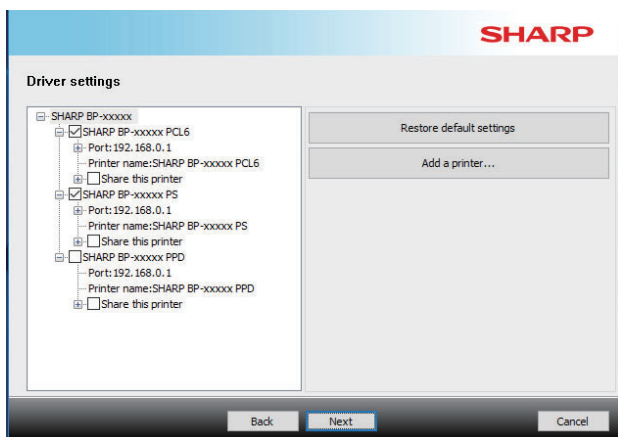 SHARP
Driver settings
SHARP BP-xxxxx
SHARP BP-xxxxx PCL6
Port:192.168.0.1
Printer name:SHARP BP-xxxxx PCL6
Share this printer
SHARP BP-xxxxx PS
Port:192.168.0.1
Printer name:SHARP BP-xxxxx PS
Share this printer
SHARP BP-xxxxx PPD
Port:192.168.0.1
Printer name:SHARP BP-xxxxx PPD
Share this printer
Restore default settings
Add a printer...
Back Next Cancel